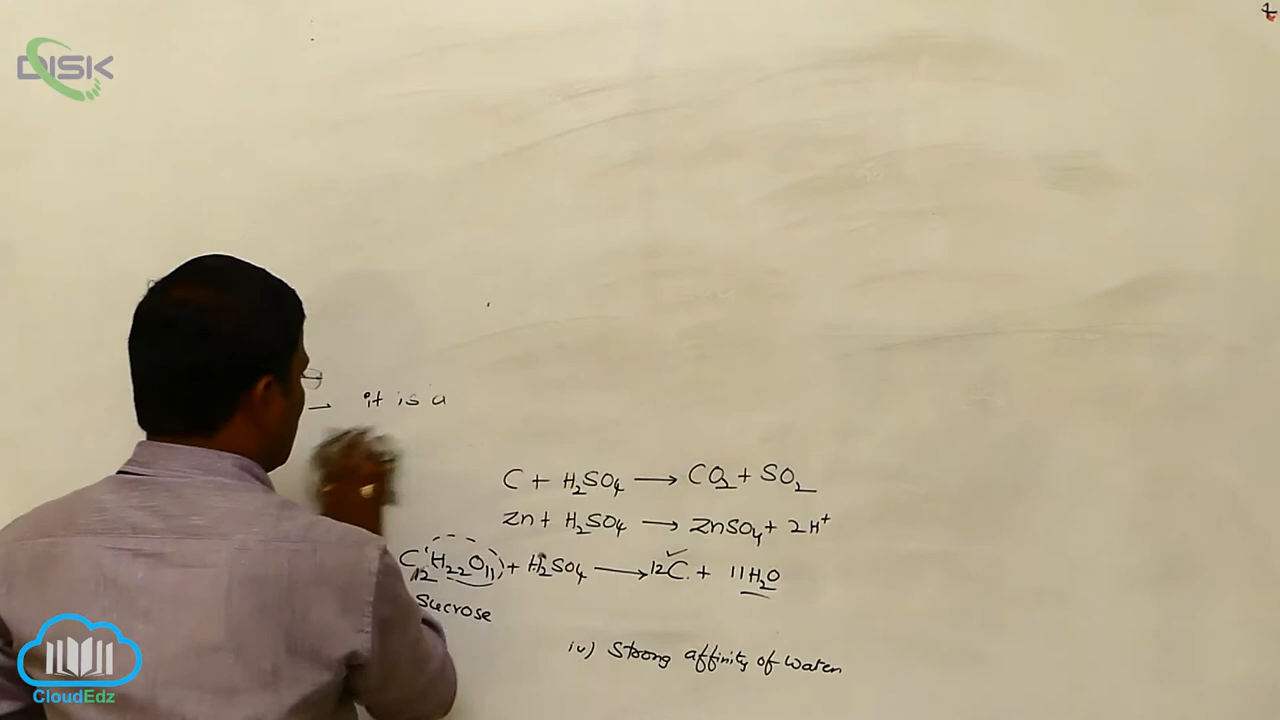 DISK
→ it is a
C + H₂SO₄ → CO₂ + SO₂
Zn + H₂SO₄ → ZnSO₄ + 2H⁺
C₁₂H₂₂O₁₁ + H₂SO₄ → 12C + 11H₂O
Sucrose
iv) Strong affinity of water
CloudEdz